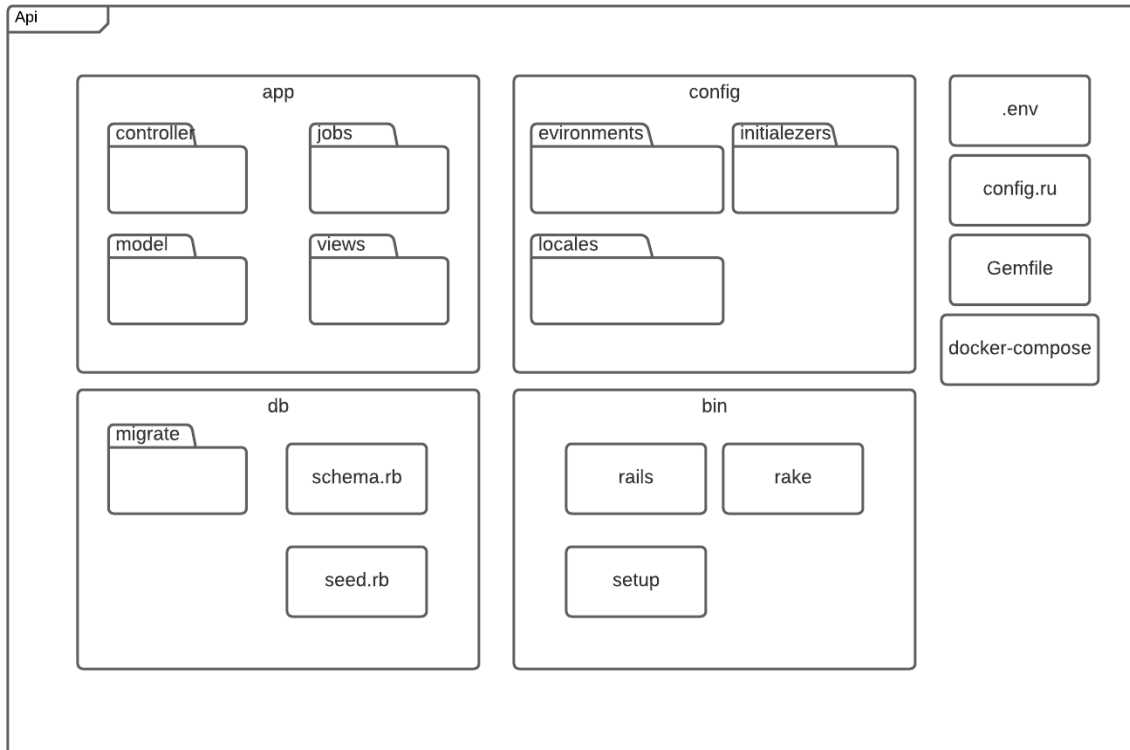 Api
app
controller
jobs
model
views
config
evironments
initialezers
locales
.env
config.ru
Gemfile
docker-compose
db
migrate
schema.rb
seed.rb
bin
rails
rake
setup